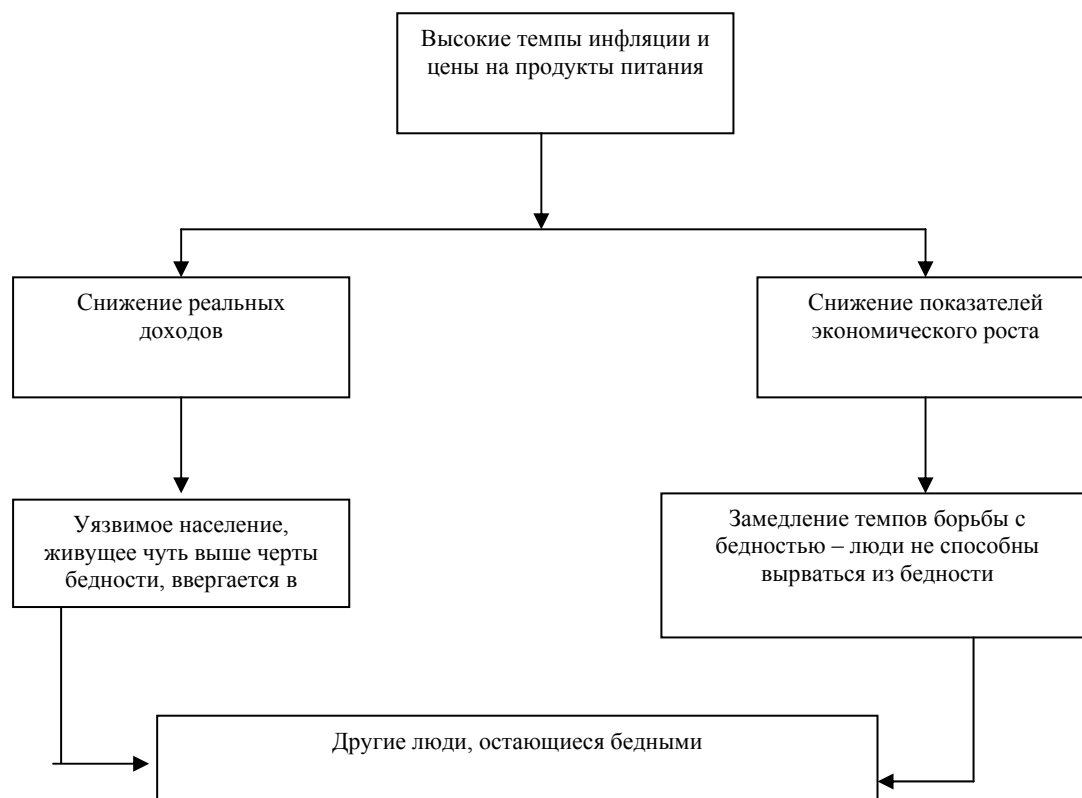 Высокие темпы инфляции и
цены на продукты питания
Снижение реальных
доходов
Снижение показателей
экономического роста
Уязвимое население,
живущее чуть выше черты
бедности, ввергается в
Замедление темпов борьбы с
бедностью – люди не способны
вырваться из бедности
Другие люди, остающиеся бедными